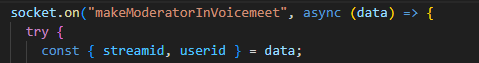 socket.on("makeModeratorInVoicemeet", async (data) => {
try {
const { streamid, userid } = data;